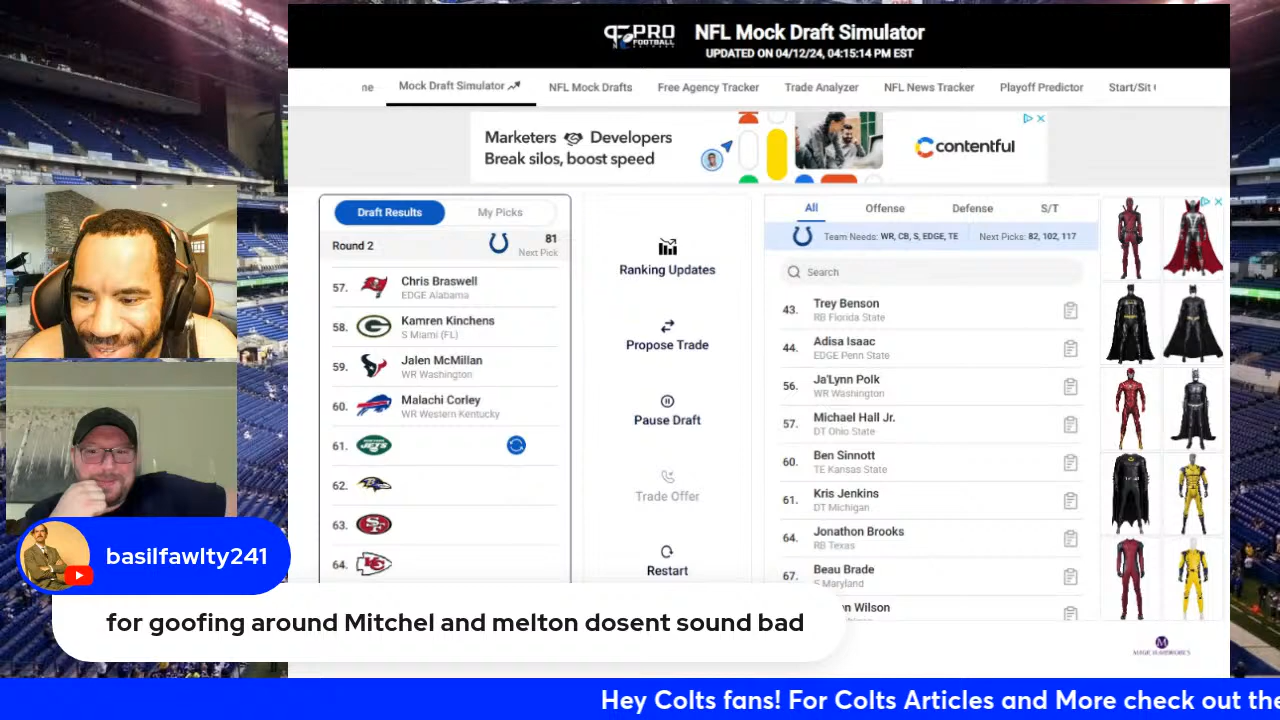 PRO
FOOTBALL
NFL Mock Draft Simulator
UPDATED ON 04/12/24, 04:15:14 PM EST
me
Mock Draft Simulator
NFL Mock Drafts
Free Agency Tracker
Trade Analyzer
NFL News Tracker
Playoff Predictor
Start/Sit
Marketers Developers
Break silos, boost speed
contentful
Draft Results
My Picks
Round 2
81
Next Pick
57.
Chris Braswell
EDGE Alabama
58.
Kamren Kinchens
S Miami (FL)
59.
Jalen McMillan
WR Washington
60.
Malachi Corley
WR Western Kentucky
61.
JETS
62.
63.
64.
Ranking Updates
Propose Trade
Pause Draft
Trade Offer
Restart
All
Offense
Defense
S/T
Team Needs: WR, CB, S, EDGE, TE
Next Picks: 82, 102, 117
Search
43.
Trey Benson
RB Florida State
44.
Adisa Isaac
EDGE Penn State
56.
Ja'Lynn Polk
WR Washington
57.
Michael Hall Jr.
DT Ohio State
60.
Ben Sinnott
TE Kansas State
61.
Kris Jenkins
DT Michigan
64.
Jonathon Brooks
RB Texas
67.
Beau Brade
S Maryland
Wilson
basilfawlty241
for goofing around Mitchel and melton dosent sound bad
Hey Colts fans! For Colts Articles and More check out the